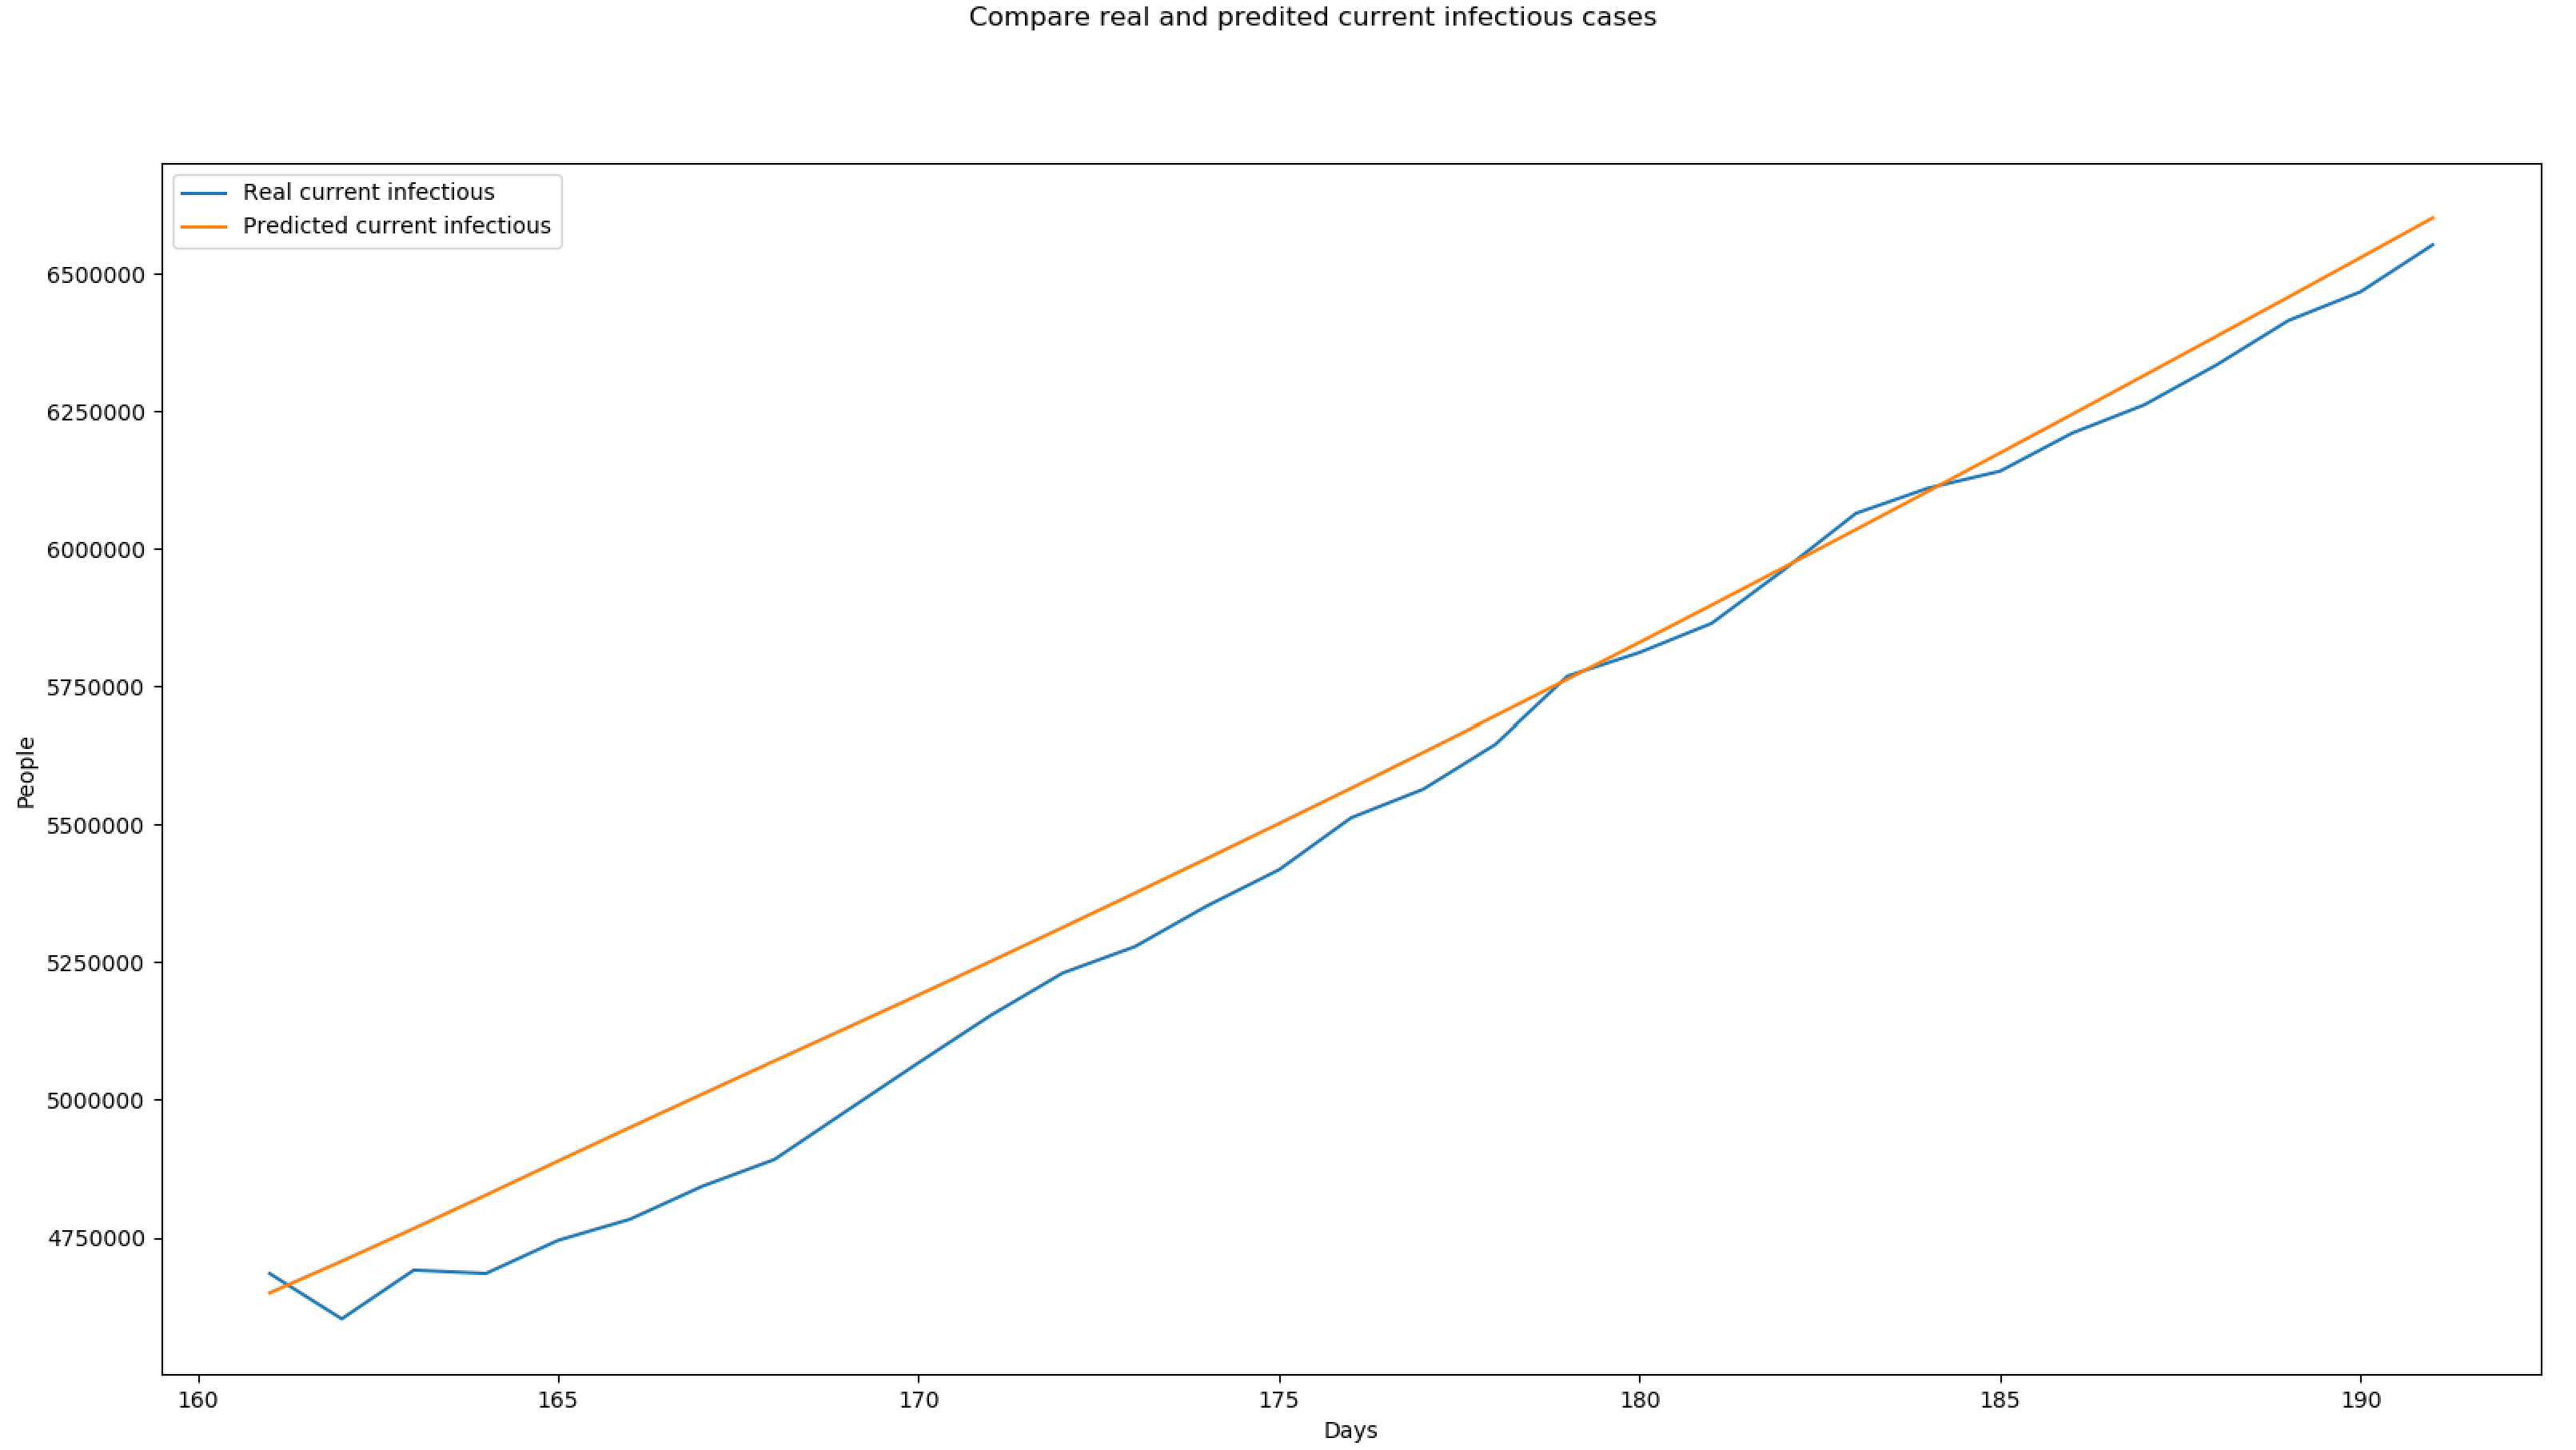 Compare real and predited current infectious cases
Real current infectious
Predicted current infectious
6500000
6250000
6000000
5750000
5500000
5250000
5000000
4750000
People
160 165 170 175 180 185 190
Days